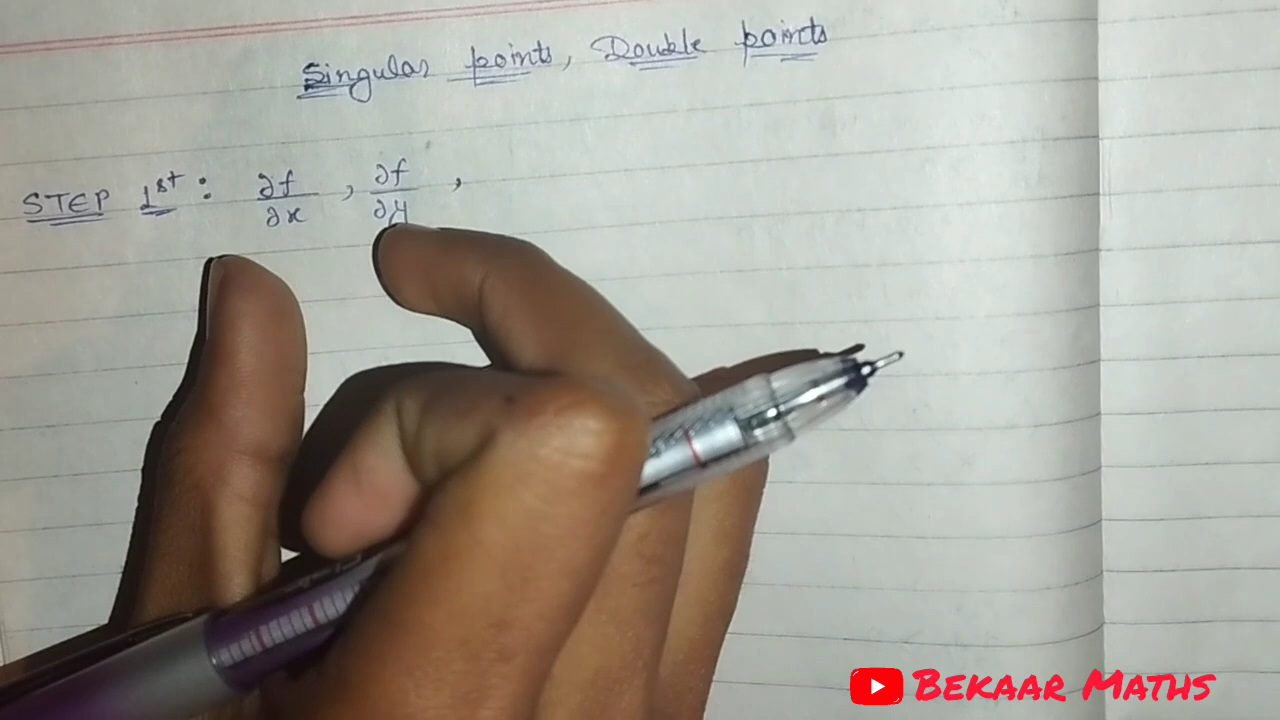 Singular points, Double points
STEP 1st : ∂f/∂x , ∂f/∂y ,
BEKAAR MATHS